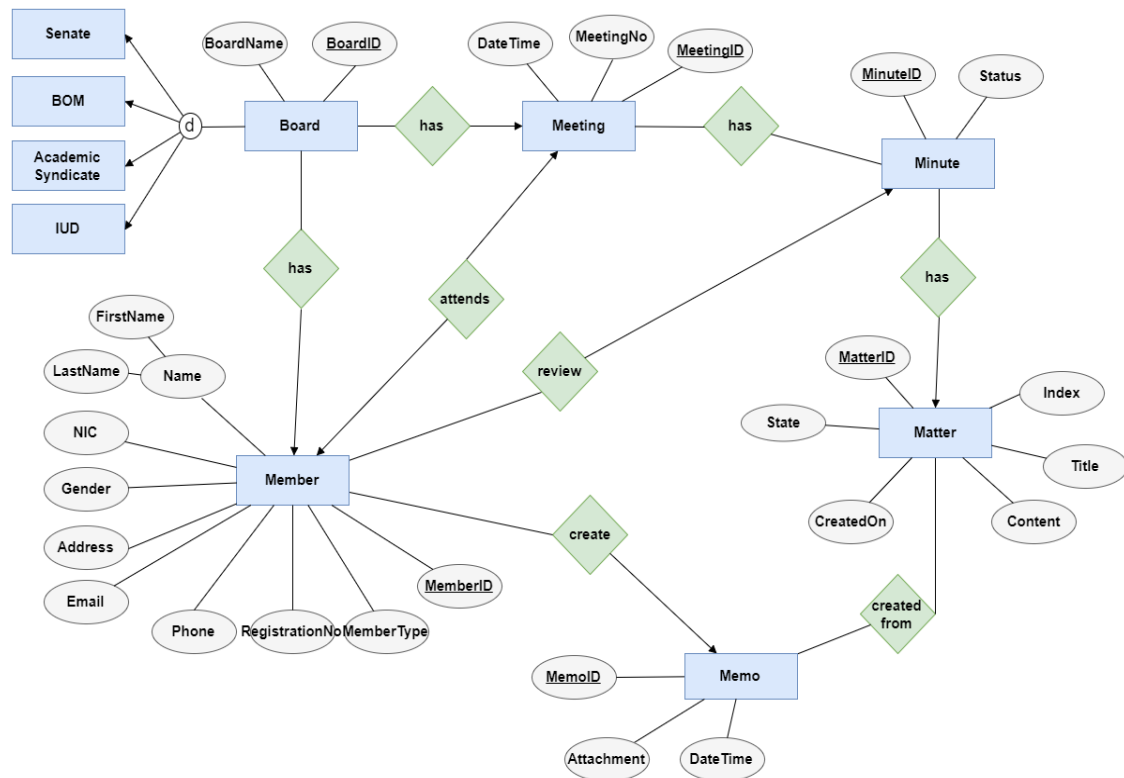 Senate
BOM
Academic
Syndicate
IUD
d
BoardName
BoardID
Board
has
DateTime
MeetingNo
MeetingID
Meeting
has
MinuteID
Status
Minute
has
attends
has
review
FirstName
LastName
Name
NIC
Gender
Address
Email
Phone
RegistrationNo
MemberType
MemberID
Member
create
MatterID
State
Index
Title
Content
CreatedOn
Matter
created
from
MemoID
Attachment
DateTime
Memo